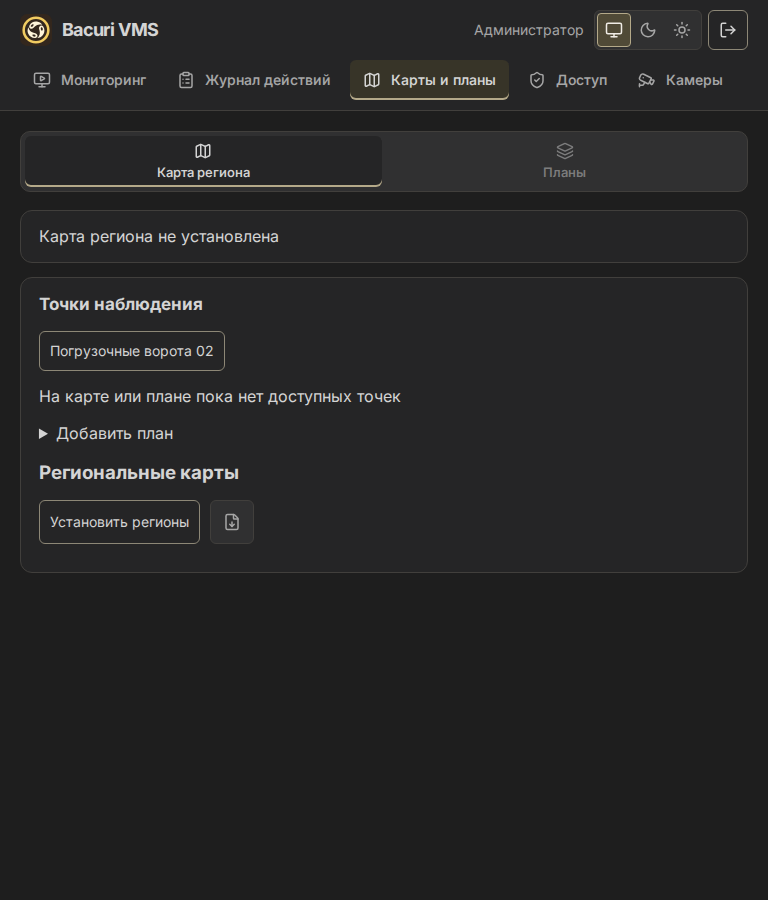 Bacuri VMS
Администратор
Мониторинг
Журнал действий
Карты и планы
Доступ
Камеры
Карта региона
Планы
Карта региона не установлена
Точки наблюдения
Погрузочные ворота 02
На карте или плане пока нет доступных точек
Добавить план
Региональные карты
Установить регионы